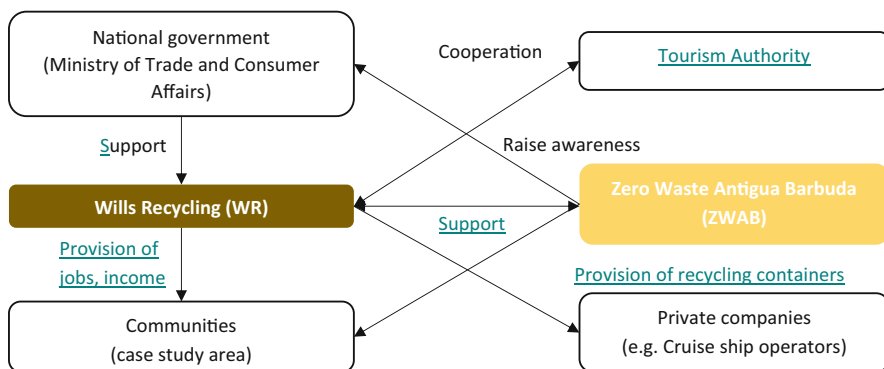 National government
(Ministry of Trade and Consumer
Affairs)
Cooperation
Tourism Authority
Support
Raise awareness
Wills Recycling (WR)
Zero Waste Antigua Barbuda
(ZWAB)
Support
Provision of
jobs, income
Provision of recycling containers
Communities
(case study area)
Private companies
(e.g. Cruise ship operators)